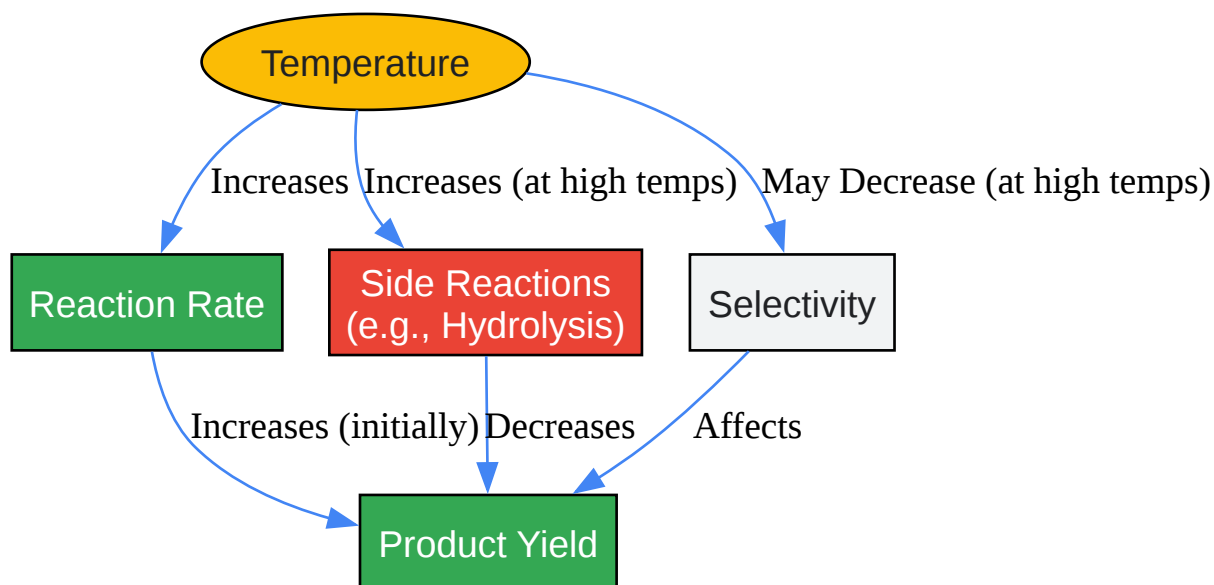 Temperature
Increases
Increases (at high temps)
May Decrease (at high temps)
Reaction Rate
Side Reactions
(e.g., Hydrolysis)
Selectivity
Increases (initially)
Decreases
Affects
Product Yield